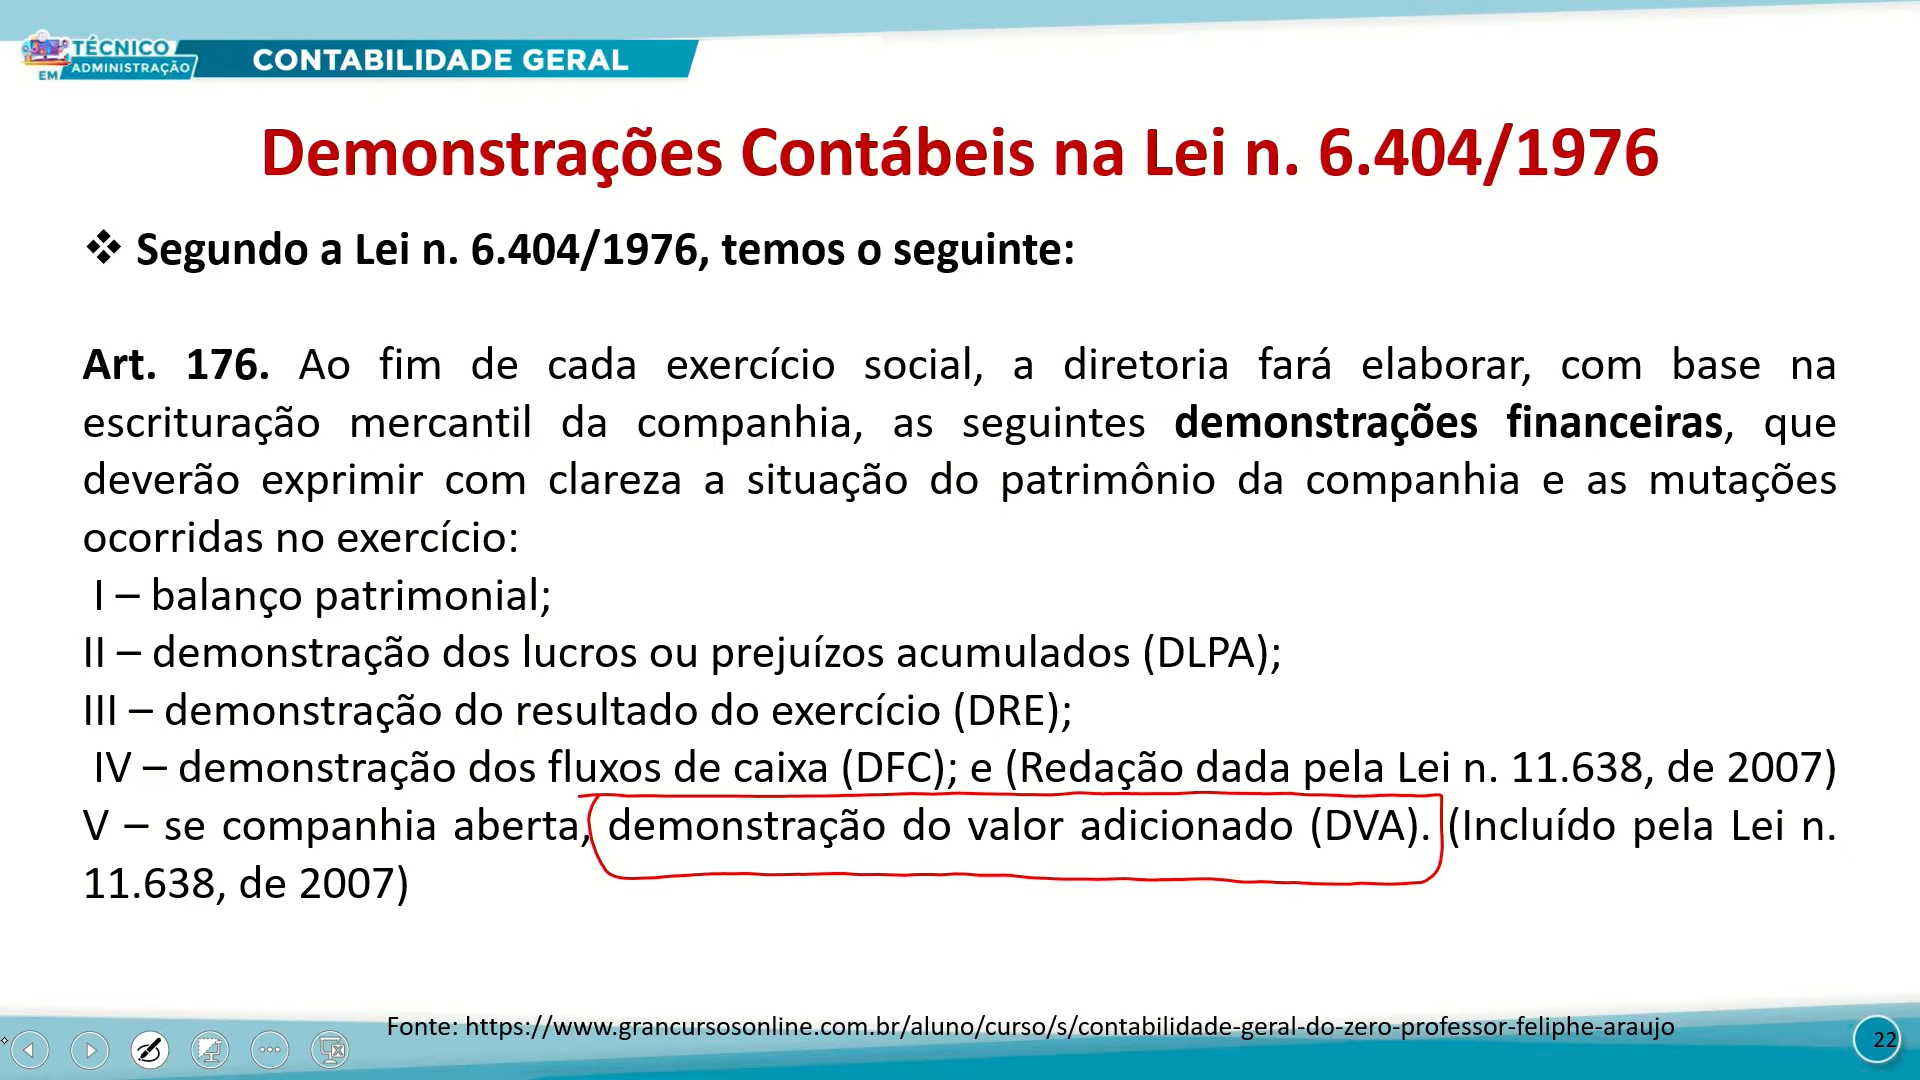 TÉCNICO
EM ADMINISTRAÇÃO
CONTABILIDADE GERAL
Demonstrações Contábeis na Lei n. 6.404/1976
❖ Segundo a Lei n. 6.404/1976, temos o seguinte:
Art. 176. Ao fim de cada exercício social, a diretoria fará elaborar, com base na
escrituração mercantil da companhia, as seguintes demonstrações financeiras, que
deverão exprimir com clareza a situação do patrimônio da companhia e as mutações
ocorridas no exercício:
I – balanço patrimonial;
II – demonstração dos lucros ou prejuízos acumulados (DLPA);
III – demonstração do resultado do exercício (DRE);
IV – demonstração dos fluxos de caixa (DFC); e (Redação dada pela Lei n. 11.638, de 2007)
V – se companhia aberta, demonstração do valor adicionado (DVA). (Incluído pela Lei n.
11.638, de 2007)
Fonte: https://www.grancursosonline.com.br/aluno/curso/s/contabilidade-geral-do-zero-professor-feliphe-araujo
22